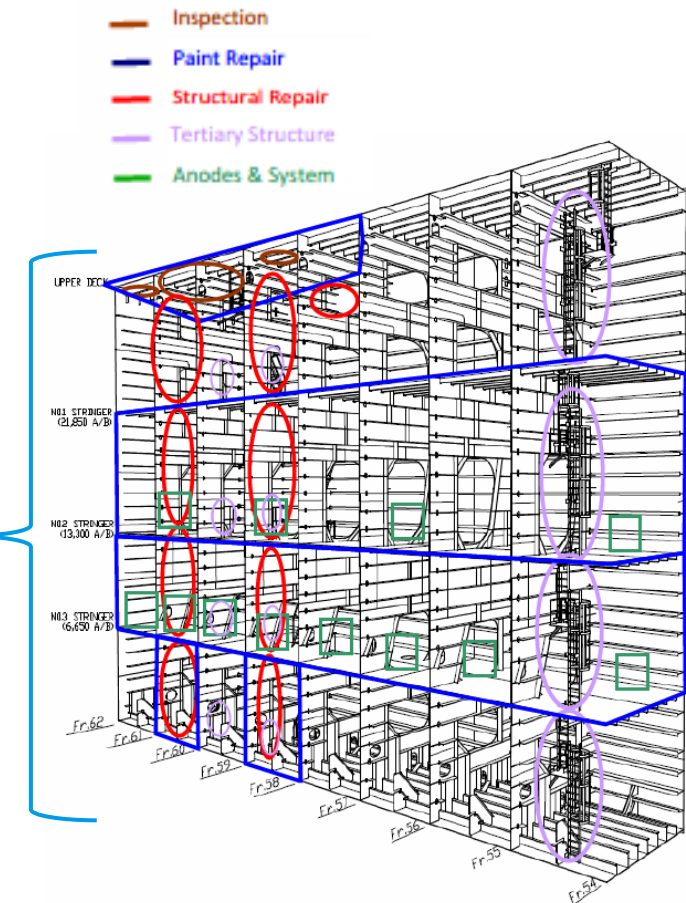 Inspection
Paint Repair
Structural Repair
Tertiary Structure
Anodes & System
UPPER DECK
NO.1 STRINGER
(21,850 A/B)
NO.2 STRINGER
(13,300 A/B)
NO.3 STRINGER
(6,650 A/B)
Fr.62
Fr.61
Fr.60
Fr.59
Fr.58
Fr.57
Fr.56
Fr.55
Fr.54